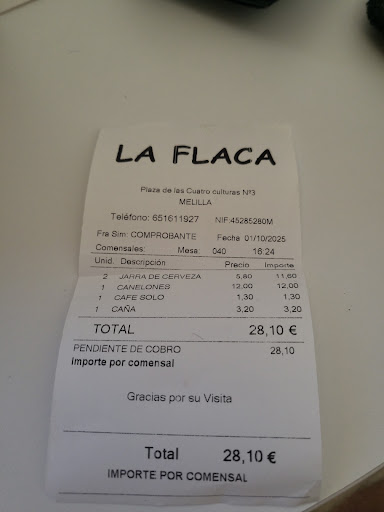 LA FLACA
Plaza de las Cuatro culturas Nº3
MELILLA
Teléfono: 651611927 NIF:45285280M
Fra Sim: COMPROBANTE Fecha 01/10/2025
Comensales: Mesa: 040 16:24
Unid. Descripción Precio Importe
2 JARRA DE CERVEZA 5,80 11,60
1 CANELONES 12,00 12,00
1 CAFE SOLO 1,30 1,30
1 CAÑA 3,20 3,20
TOTAL 28,10 €
PENDIENTE DE COBRO 28,10
Importe por comensal
Gracias por su Visita
Total 28,10 €
IMPORTE POR COMENSAL